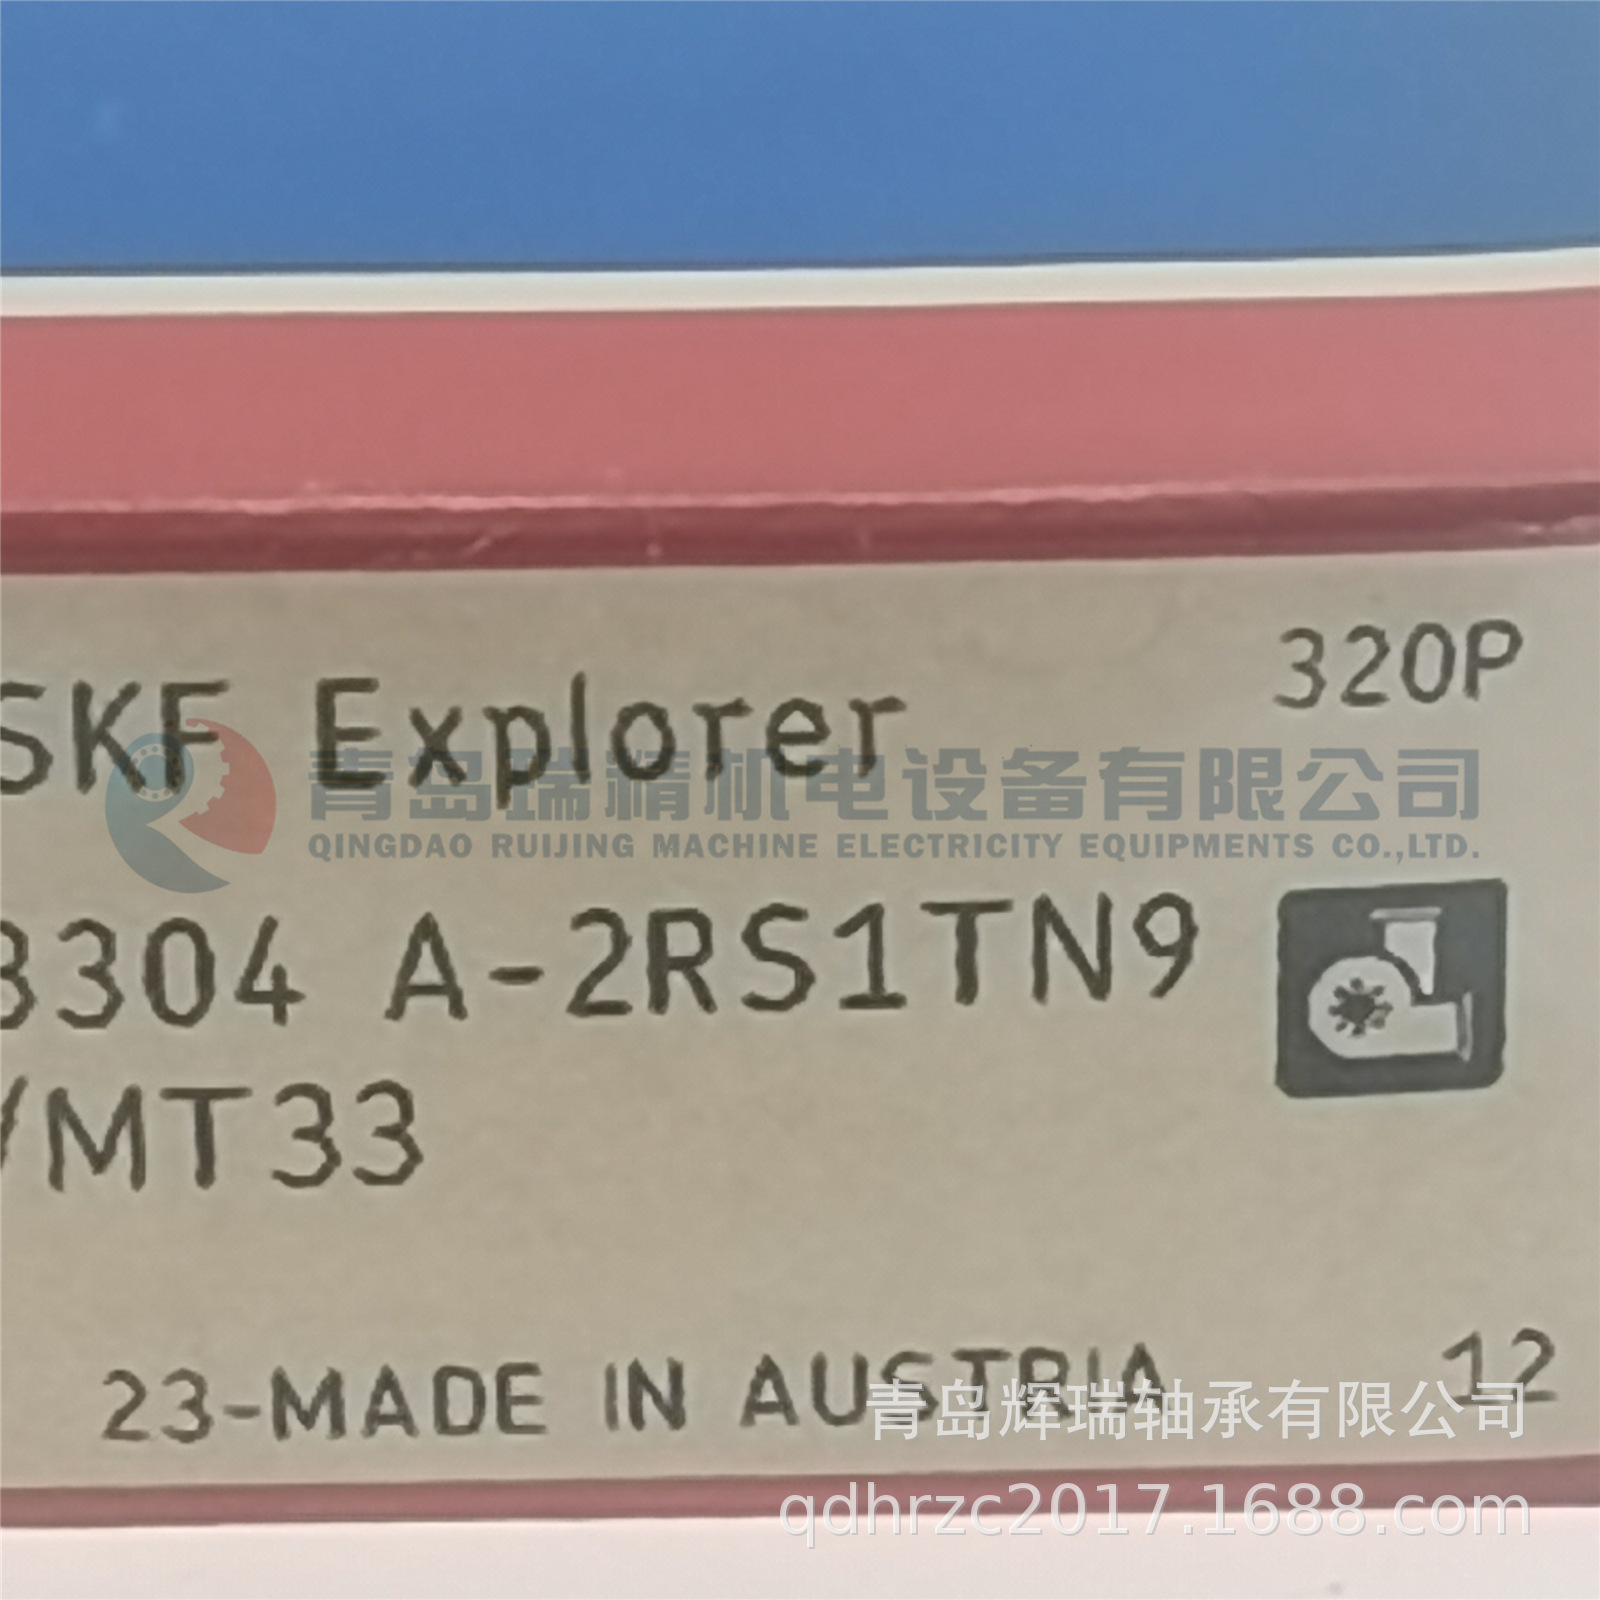 320P
SKF Explorer
青岛瑞精机电设备有限公司
QINGDAO RUIJING MACHINE ELECTRICITY EQUIPMENTS CO.,LTD.
3304 A-2RS1TN9
/MT33
23-MADE IN AUSTRIA 12
青岛辉瑞轴承有限公司
qdhrzc2017.1688.com